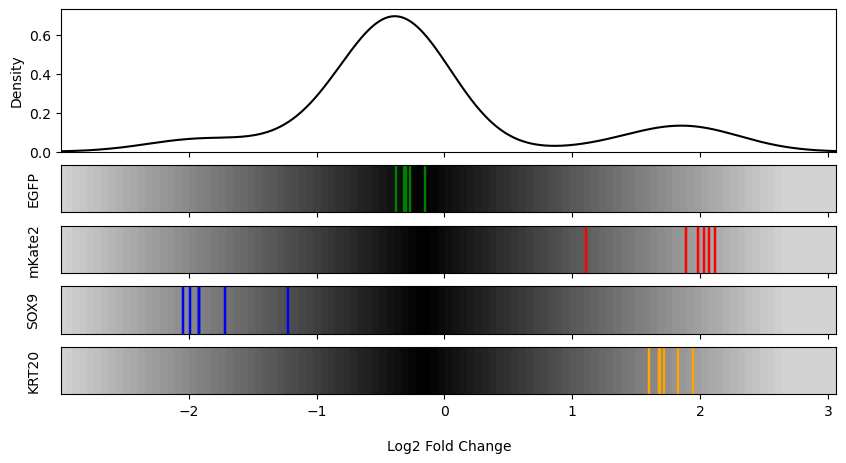 0.6
0.4
0.2
0.0
Density
EGFP
mKate2
SOX9
KRT20
−2 −1 0 1 2 3
Log2 Fold Change